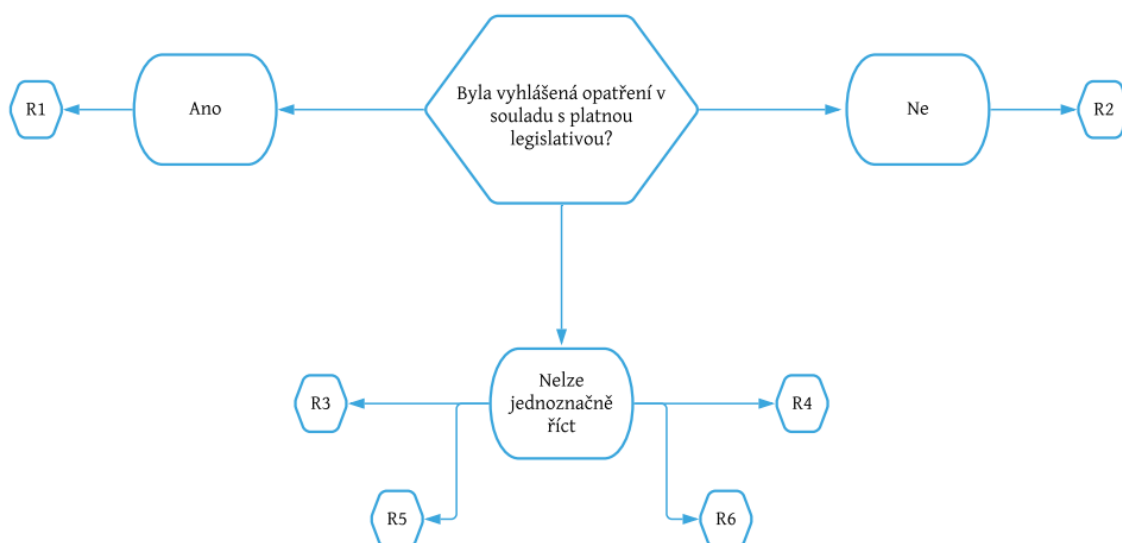 Byla vyhlášená opatření v
souladu s platnou
legislativou?
R1
Ano
Ne
R2
Nelze
jednoznačně
říct
R3
R4
R5
R6